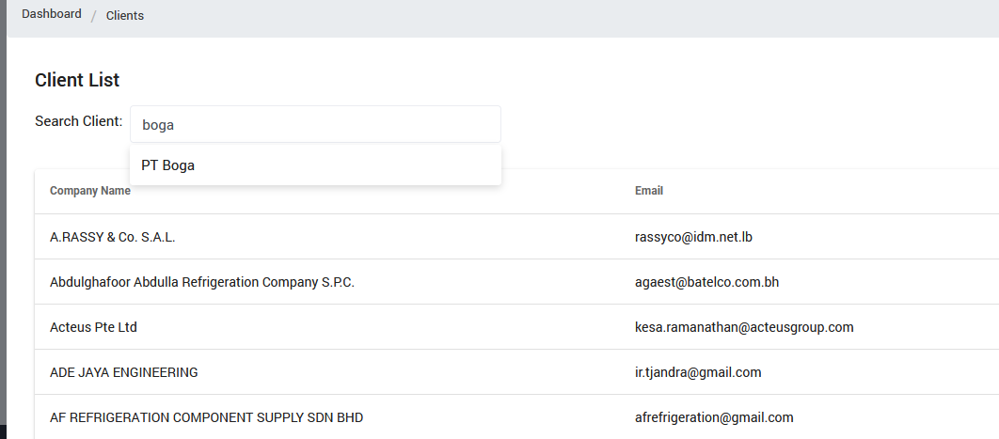 Dashboard / Clients
Client List
Search Client: boga
PT Boga
Company Name Email
A.RASSY & Co. S.A.L. rassyco@idm.net.lb
Abdulghafoor Abdulla Refrigeration Company S.P.C. agaest@batelco.com.bh
Acteus Pte Ltd kesa.ramanathan@acteusgroup.com
ADE JAYA ENGINEERING ir.tjandra@gmail.com
AF REFRIGERATION COMPONENT SUPPLY SDN BHD afrefrigeration@gmail.com